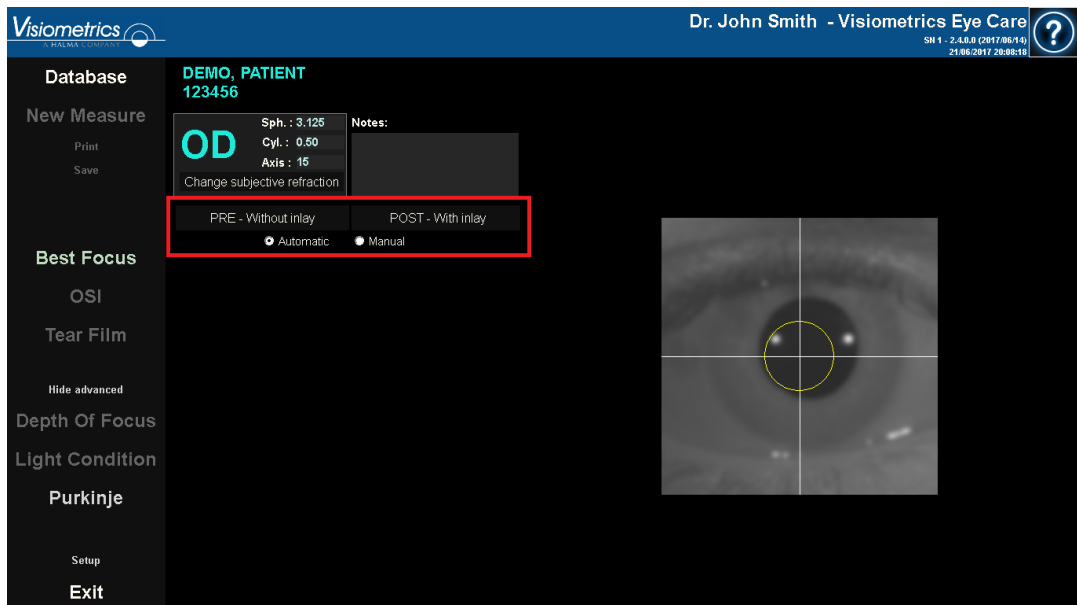 Visiometrics
A HALMA COMPANY
Dr. John Smith - Visiometrics Eye Care
SN 1 - 2.4.0.0 (2017/06/14)
21/06/2017 20:08:18
?
Database
New Measure
Print
Save
Best Focus
OSI
Tear Film
Hide advanced
Depth Of Focus
Light Condition
Purkinje
Setup
Exit
DEMO, PATIENT
123456
OD
Sph. : 3.125
Cyl. : 0.50
Axis : 15
Change subjective refraction
Notes:
PRE - Without inlay
POST - With inlay
Automatic
Manual